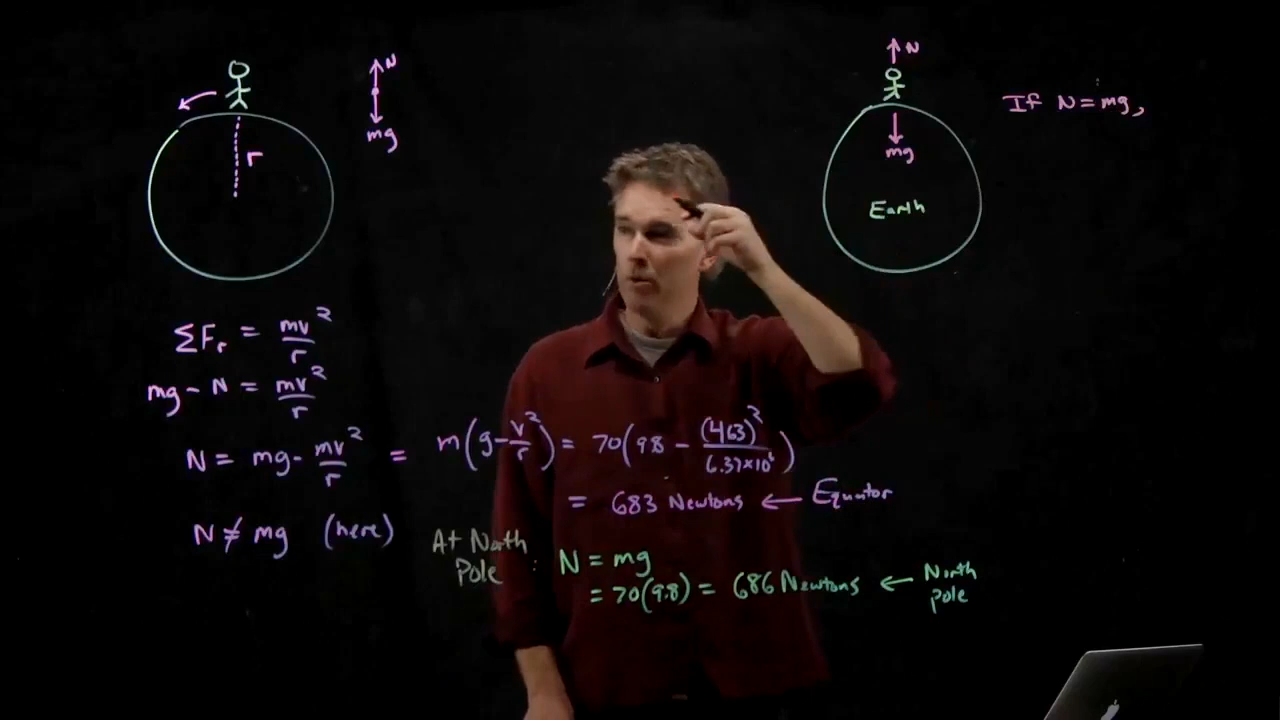 N
mg
r
ΣFr = mv²/r
mg - N = mv²/r
N = mg - mv²/r = m(g - v²/r) = 70(9.8 - (463)²/6.37×10⁶)
= 683 Newtons ← Equator
N ≠ mg (here)
At North Pole : N = mg
= 70(9.8) = 686 Newtons ← North pole
N
mg
Earth
If N = mg,